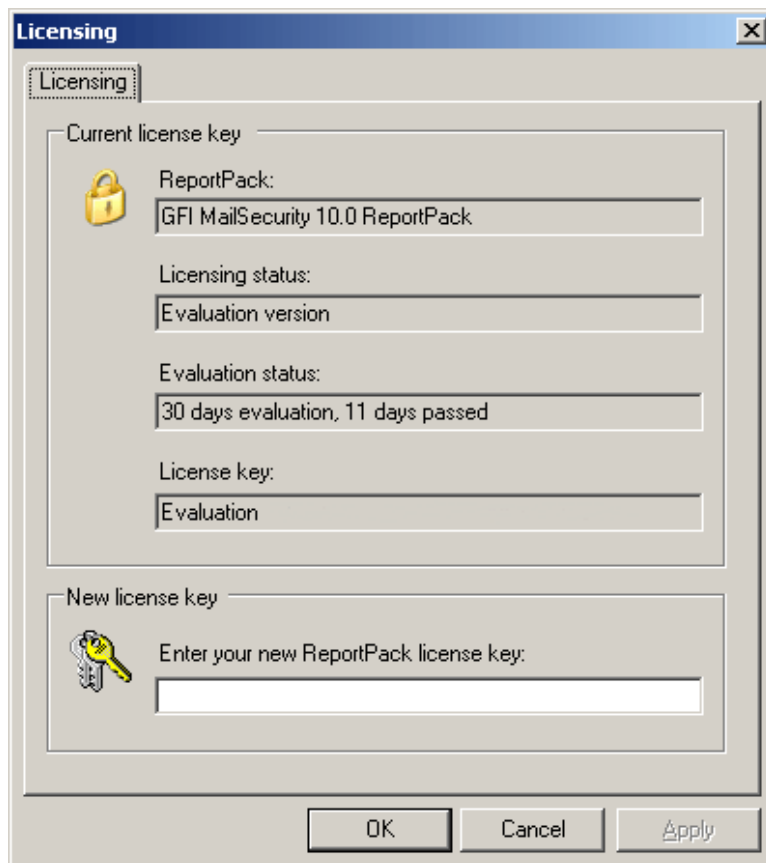 Licensing
Licensing
Current license key
ReportPack:
GFI MailSecurity 10.0 ReportPack
Licensing status:
Evaluation version
Evaluation status:
30 days evaluation, 11 days passed
License key:
Evaluation
New license key
Enter your new ReportPack license key:
OK Cancel Apply